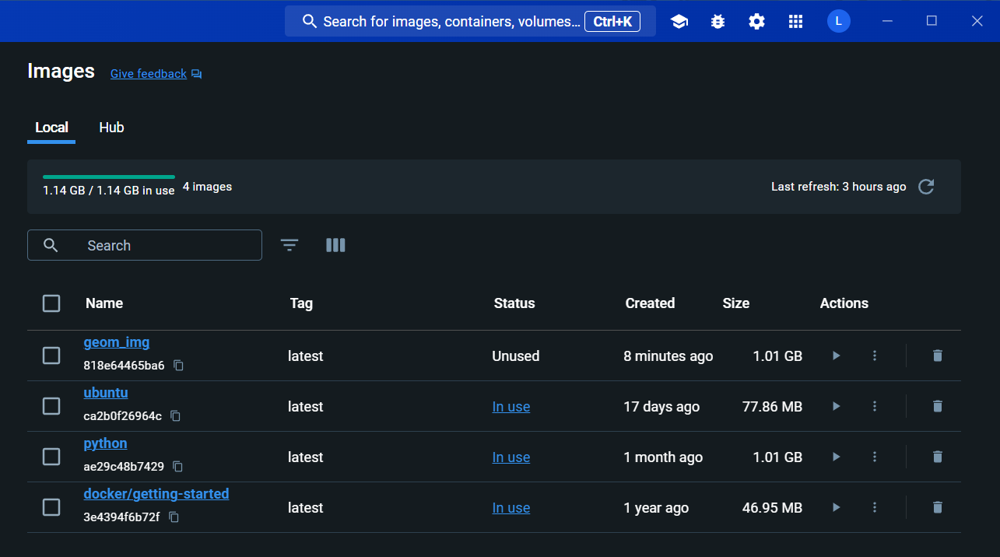 Search for images, containers, volumes... Ctrl+K L
Images Give feedback
Local Hub
1.14 GB / 1.14 GB in use 4 images Last refresh: 3 hours ago
Search
Name Tag Status Created Size Actions
geom_img
818e64465ba6 latest Unused 8 minutes ago 1.01 GB
ubuntu
ca2b0f26964c latest In use 17 days ago 77.86 MB
python
ae29c48b7429 latest In use 1 month ago 1.01 GB
docker/getting-started
3e4394f6b72f latest In use 1 year ago 46.95 MB